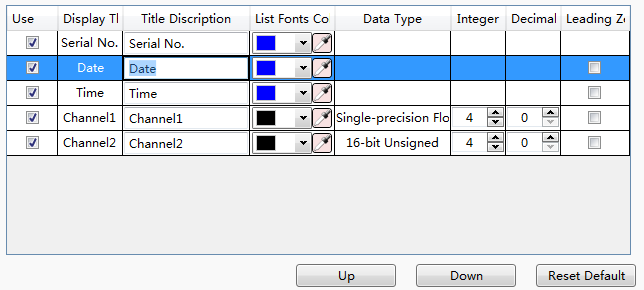 Use Display Tl Title Discription List Fonts Co Data Type Integer Decimal Leading Ze
Serial No. Serial No.
Date Date
Time Time
Channel1 Channel1 Single-precision Flo 4 0
Channel2 Channel2 16-bit Unsigned 4 0
Up Down Reset Default